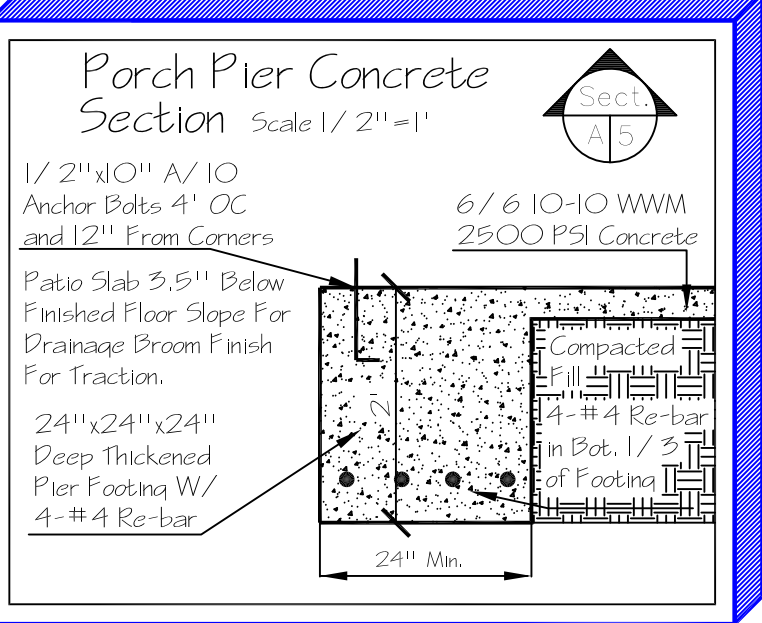 Porch Pier Concrete
Section Scale 1/2"=1'
Sect.
A 5
1/2"x10" A/10
Anchor Bolts 4' OC
and 12" From Corners
6/6 10-10 WWM
2500 PSI Concrete
Patio Slab 3.5" Below
Finished Floor Slope For
Drainage Broom Finish
For Traction.
Compacted
Fill
2'
24"x24"x24"
Deep Thickened
Pier Footing W/
4-#4 Re-bar
4-#4 Re-bar
in Bot. 1/3
of Footing
24" Min.